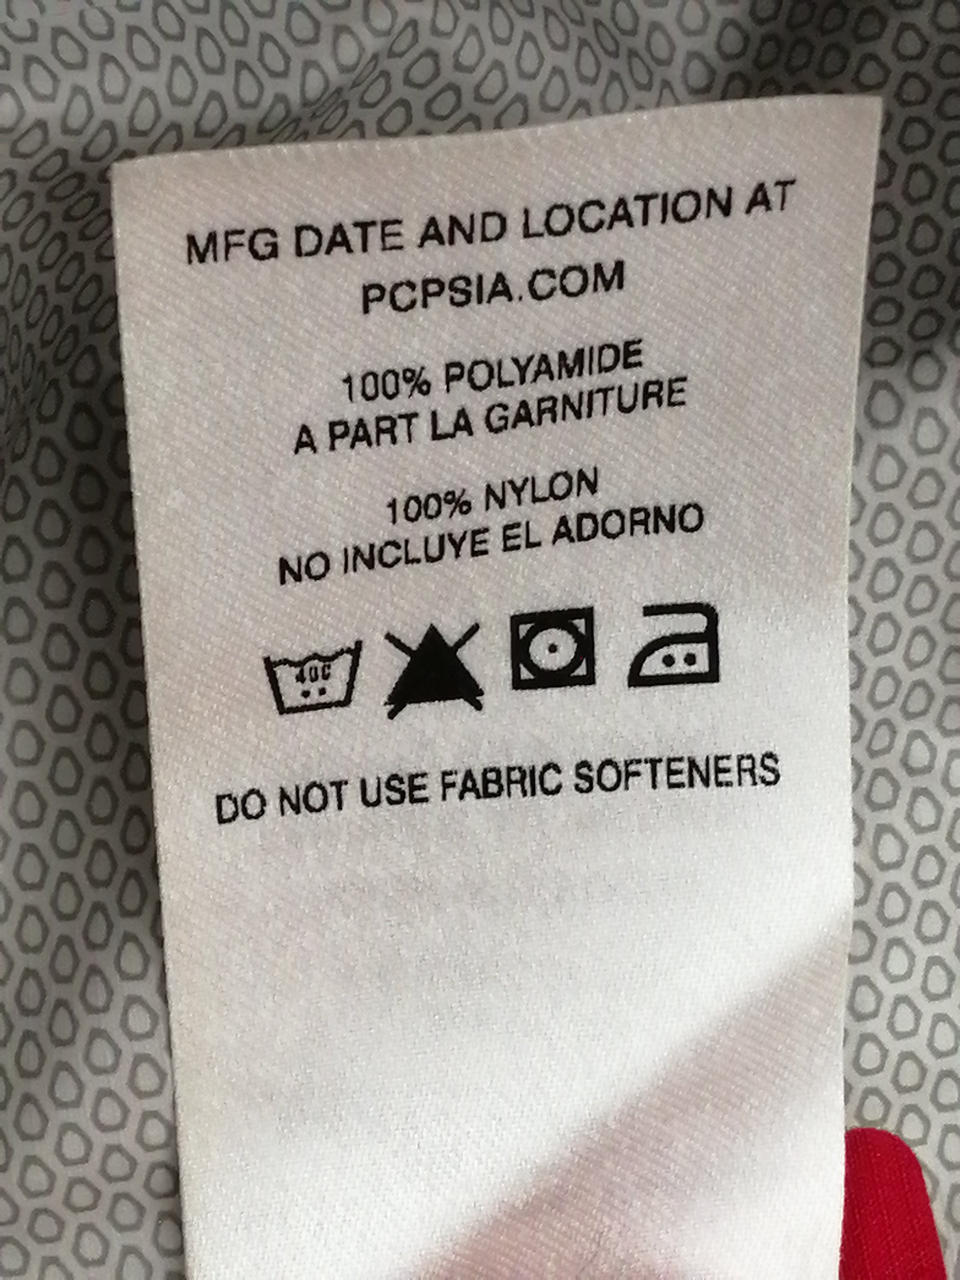 MFG DATE AND LOCATION AT
PCPSIA.COM
100% POLYAMIDE
A PART LA GARNITURE
100% NYLON
NO INCLUYE EL ADORNO
40C
DO NOT USE FABRIC SOFTENERS